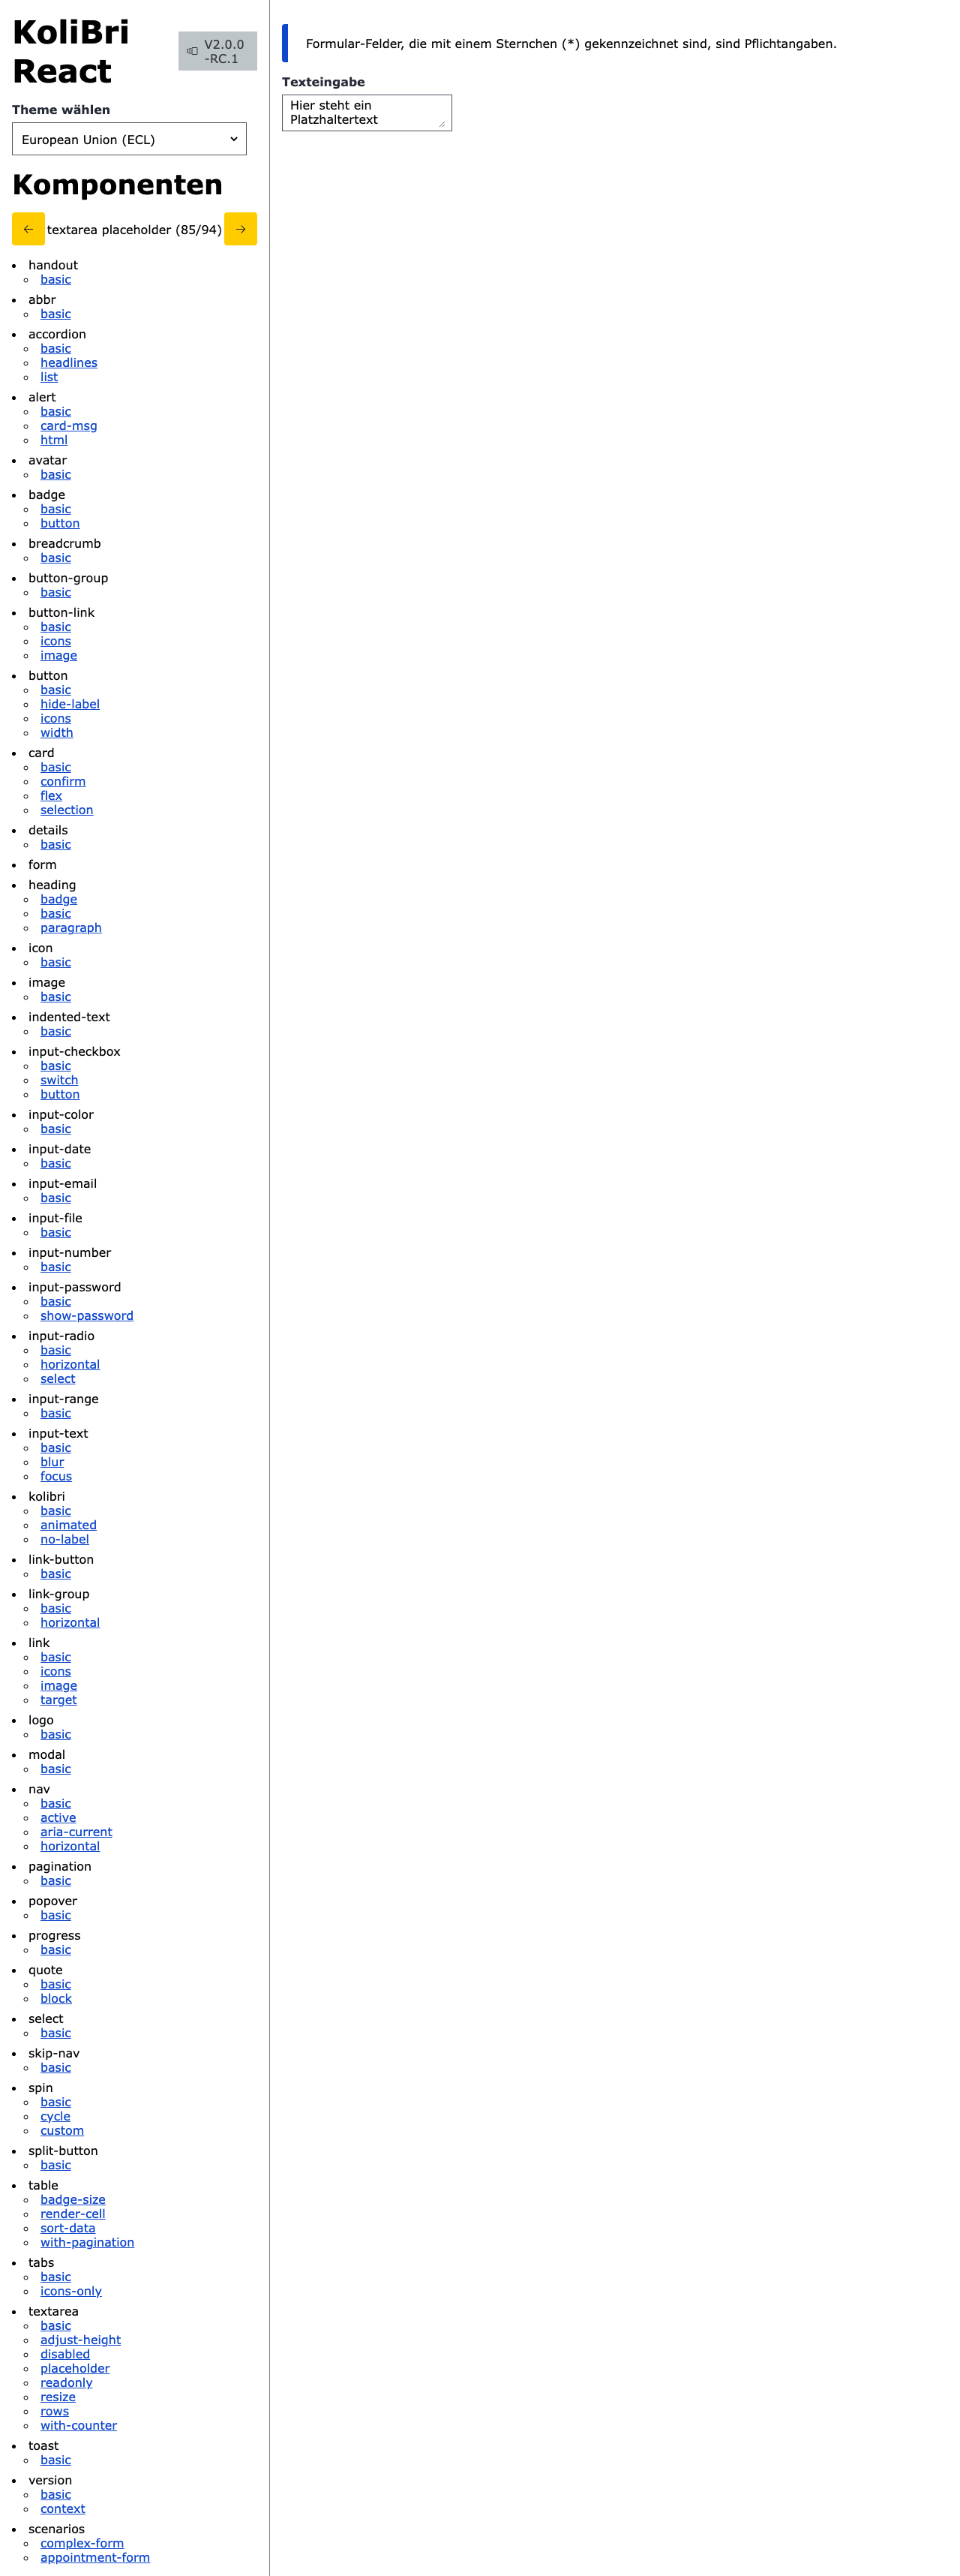 KoliBri
React
V2.0.0
-RC.1
Theme wählen
European Union (ECL)
Komponenten
← textarea placeholder (85/94) →
handout
basic
abbr
basic
accordion
basic
headlines
list
alert
basic
card-msg
html
avatar
basic
badge
basic
button
breadcrumb
basic
button-group
basic
button-link
basic
icons
image
button
basic
hide-label
icons
width
card
basic
confirm
flex
selection
details
basic
form
heading
badge
basic
paragraph
icon
basic
image
basic
indented-text
basic
input-checkbox
basic
switch
button
input-color
basic
input-date
basic
input-email
basic
input-file
basic
input-number
basic
input-password
basic
show-password
input-radio
basic
horizontal
select
input-range
basic
input-text
basic
blur
focus
kolibri
basic
animated
no-label
link-button
basic
link-group
basic
horizontal
link
basic
icons
image
target
logo
basic
modal
basic
nav
basic
active
aria-current
horizontal
pagination
basic
popover
basic
progress
basic
quote
basic
block
select
basic
skip-nav
basic
spin
basic
cycle
custom
split-button
basic
table
badge-size
render-cell
sort-data
with-pagination
tabs
basic
icons-only
textarea
basic
adjust-height
disabled
placeholder
readonly
resize
rows
with-counter
toast
basic
version
basic
context
scenarios
complex-form
appointment-form
Formular-Felder, die mit einem Sternchen (*) gekennzeichnet sind, sind Pflichtangaben.
Texteingabe
Hier steht ein
Platzhaltertext